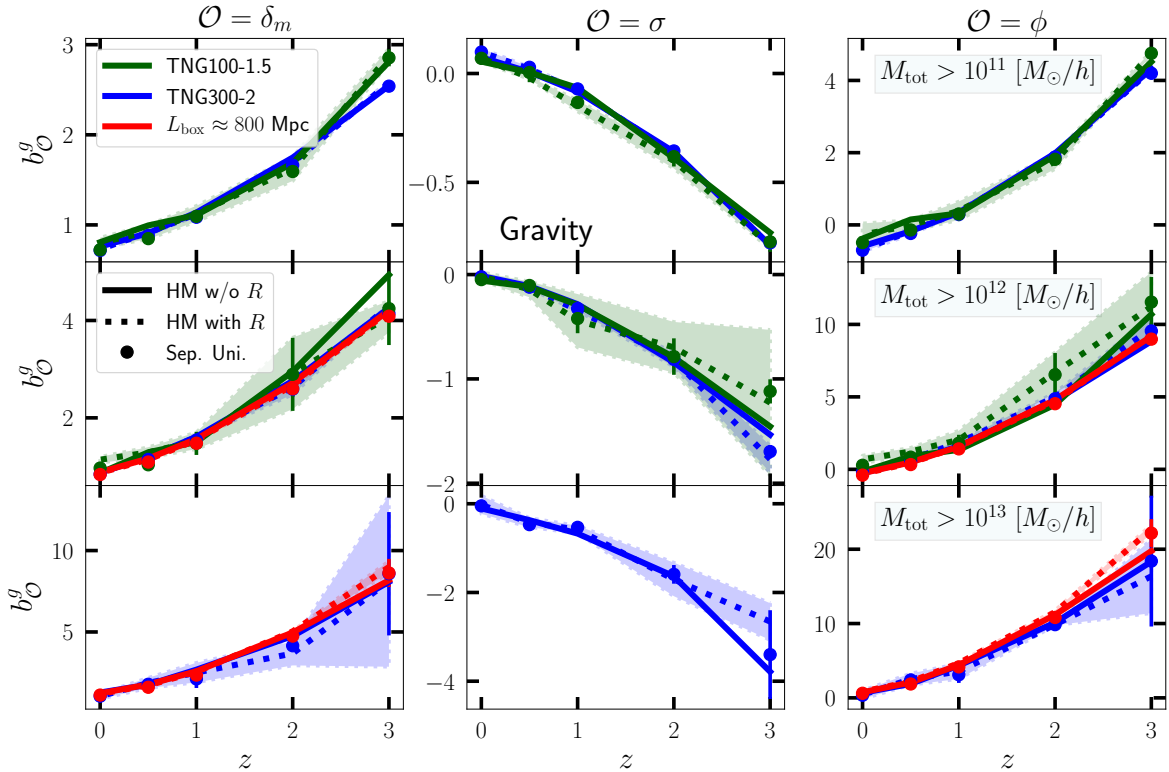 𝒪 = δ_m
𝒪 = σ
𝒪 = ϕ
3
2
1
b_𝒪^g
TNG100-1.5
TNG300-2
L_box ≈ 800 Mpc
0.0
−0.5
Gravity
4
2
0
M_tot > 10^11 [M_⊙/h]
4
2
b_𝒪^g
HM w/o R
HM with R
Sep. Uni.
0
−1
−2
10
5
0
M_tot > 10^12 [M_⊙/h]
10
5
b_𝒪^g
0
−2
−4
20
10
0
M_tot > 10^13 [M_⊙/h]
0 1 2 3
0 1 2 3
0 1 2 3
z
z
z